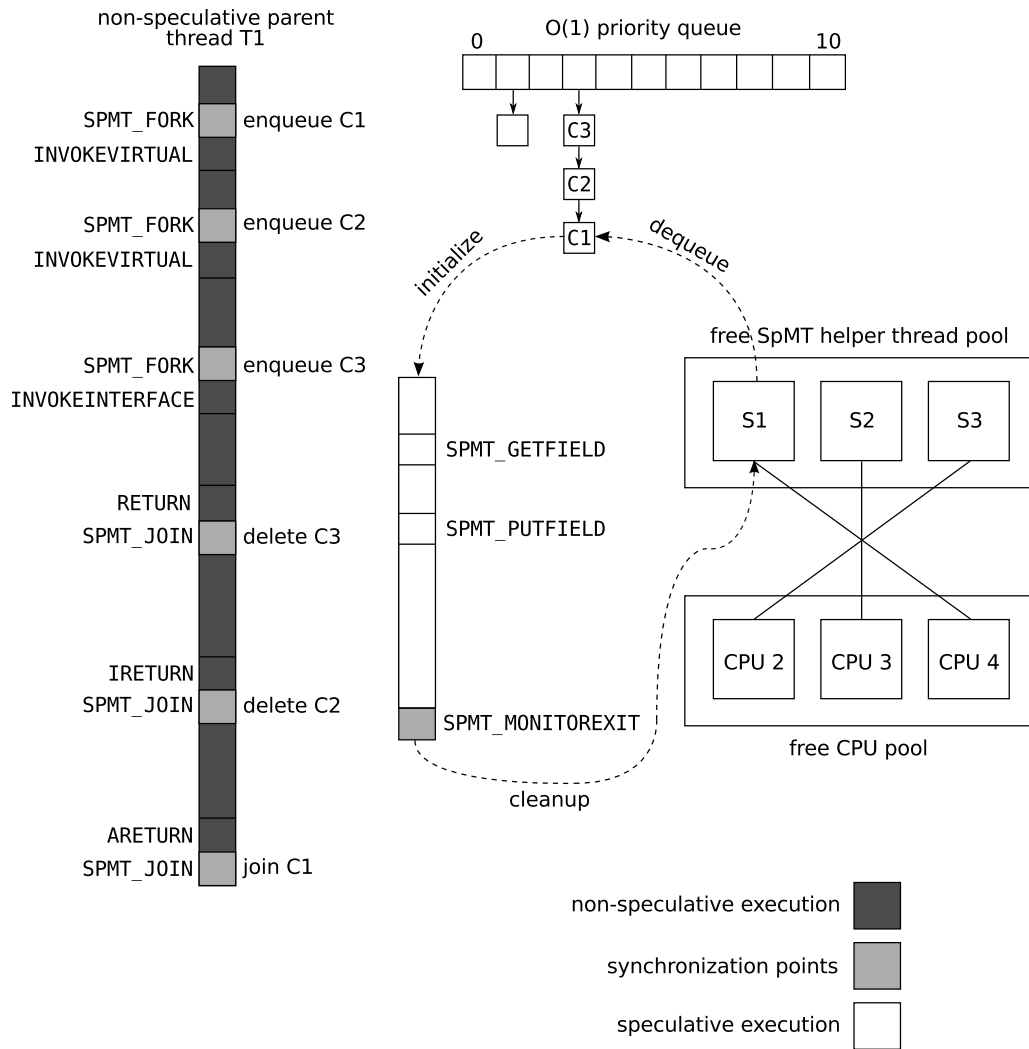 non-speculative parent
thread T1
SPMT_FORK enqueue C1
INVOKEVIRTUAL
SPMT_FORK enqueue C2
INVOKEVIRTUAL
SPMT_FORK enqueue C3
INVOKEINTERFACE
RETURN
SPMT_JOIN delete C3
IRETURN
SPMT_JOIN delete C2
ARETURN
SPMT_JOIN join C1
O(1) priority queue
0 10
C3
C2
C1
initialize
dequeue
SPMT_GETFIELD
SPMT_PUTFIELD
SPMT_MONITOREXIT
cleanup
free SpMT helper thread pool
S1 S2 S3
CPU 2 CPU 3 CPU 4
free CPU pool
non-speculative execution
synchronization points
speculative execution